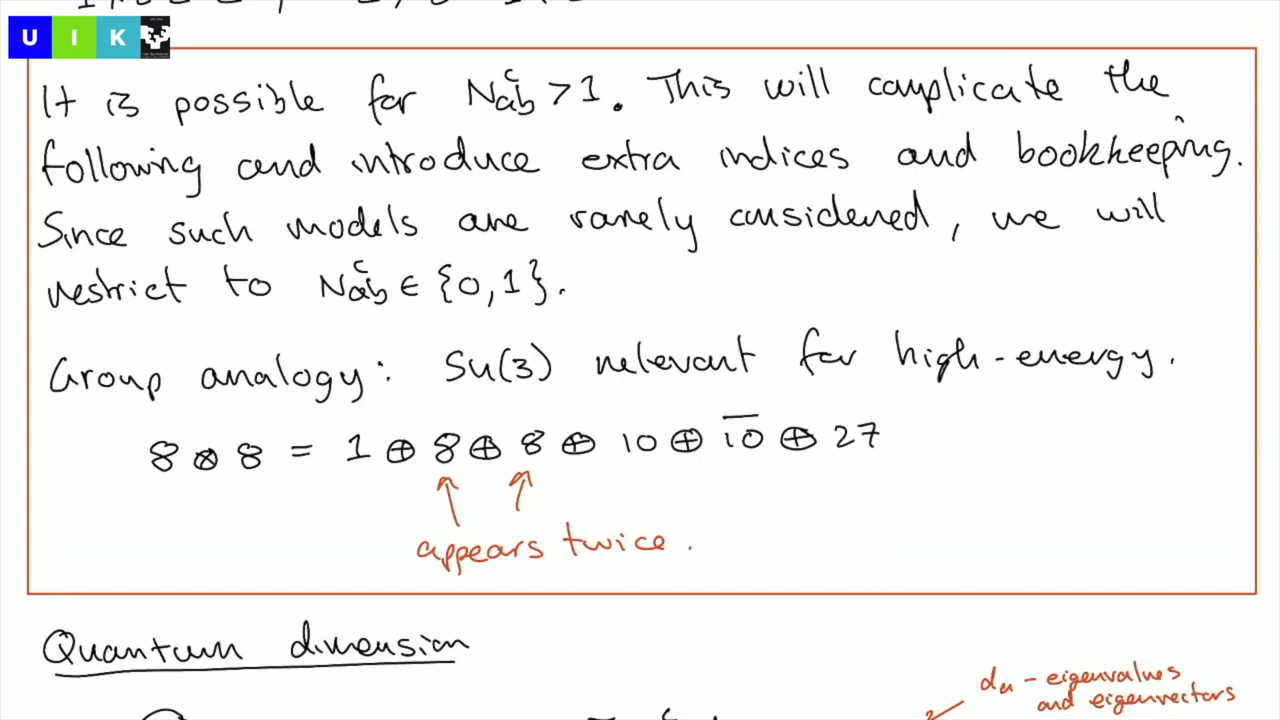 U I K
It is possible for N_ab^c > 1. This will complicate the
following and introduce extra indices and bookkeeping.
Since such models are rarely considered, we will
restrict to N_ab^c ∈ {0, 1}.
Group analogy: SU(3) relevant for high-energy.
8 ⊗ 8 = 1 ⊕ 8 ⊕ 8 ⊕ 10 ⊕ \overline{10} ⊕ 27
appears twice.
Quantum dimension
da - eigenvalues
and eigenvectors